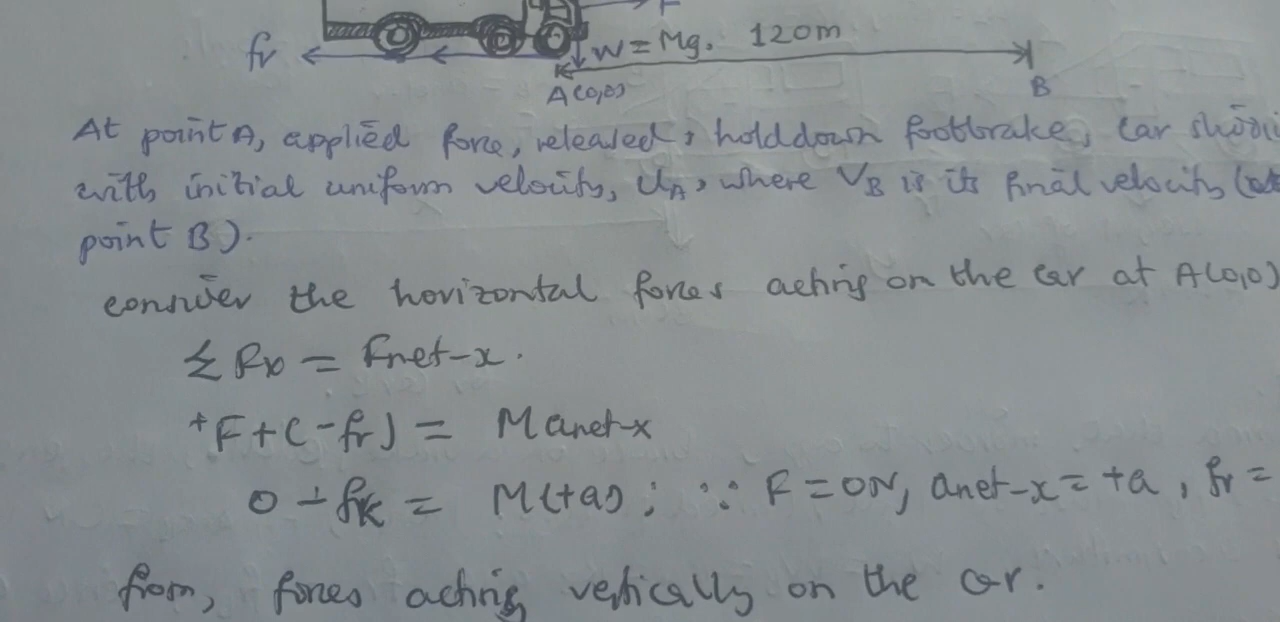 F
fr W = Mg. 120m
A(0,0) B
At point A, applied force, released, holddown footbrake, Car
with initial uniform velocity, UA, where VB is its final velocity (at
point B).
consider the horizontal forces acting on the car at A(0,0)
ΣFx = Fnet-x.
+F+(-fr) = Manet-x
0 - fk = M(+a); ∵ F = 0N, anet-x = +a, fr =
from, forces acting vertically on the car.